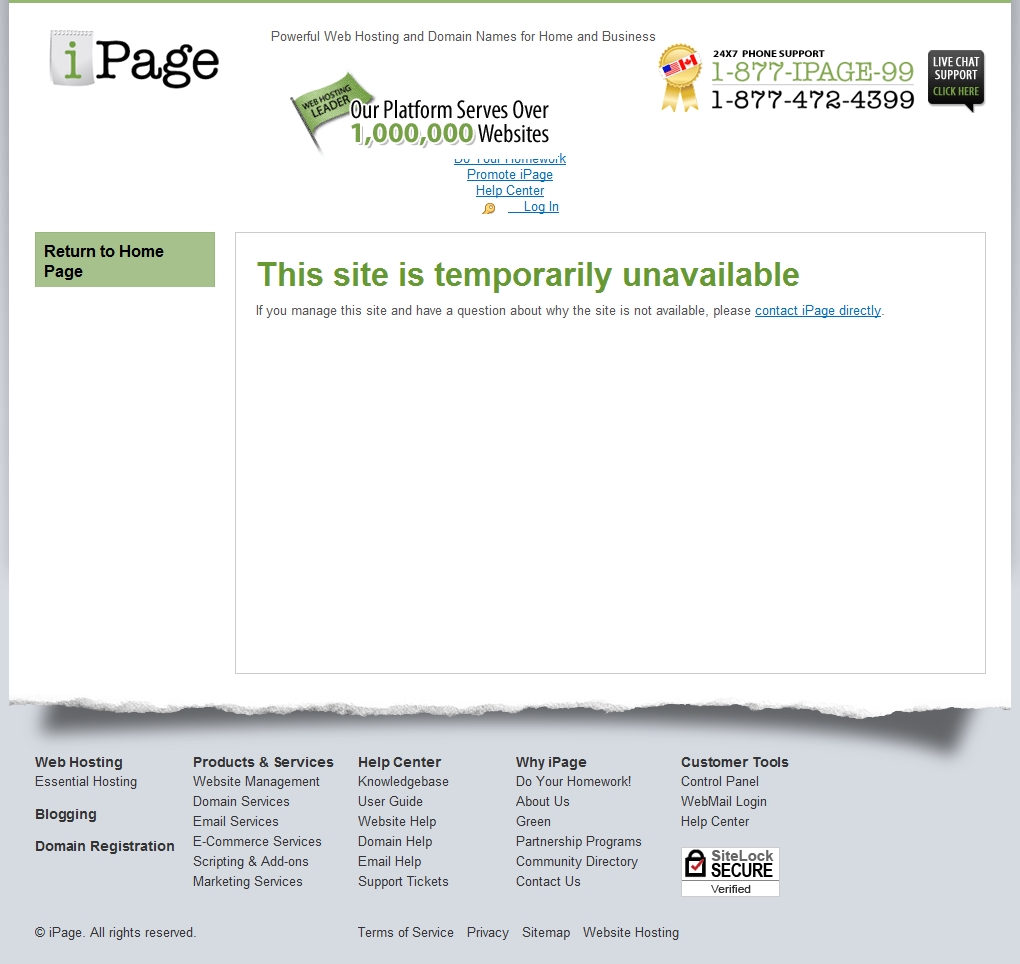 iPage
Powerful Web Hosting and Domain Names for Home and Business
24X7 PHONE SUPPORT
1-877-IPAGE-99
1-877-472-4399
LIVE CHAT
SUPPORT
CLICK HERE
WEB HOSTING
LEADER
Our Platform Serves Over
1,000,000 Websites
Do Your Homework
Promote iPage
Help Center
Log In
Return to Home
Page
This site is temporarily unavailable
If you manage this site and have a question about why the site is not available, please contact iPage directly.
Web Hosting
Essential Hosting
Blogging
Domain Registration
Products & Services
Website Management
Domain Services
Email Services
E-Commerce Services
Scripting & Add-ons
Marketing Services
Help Center
Knowledgebase
User Guide
Website Help
Domain Help
Email Help
Support Tickets
Why iPage
Do Your Homework!
About Us
Green
Partnership Programs
Community Directory
Contact Us
Customer Tools
Control Panel
WebMail Login
Help Center
SiteLock
SECURE
Verified
© iPage. All rights reserved.
Terms of Service Privacy Sitemap Website Hosting